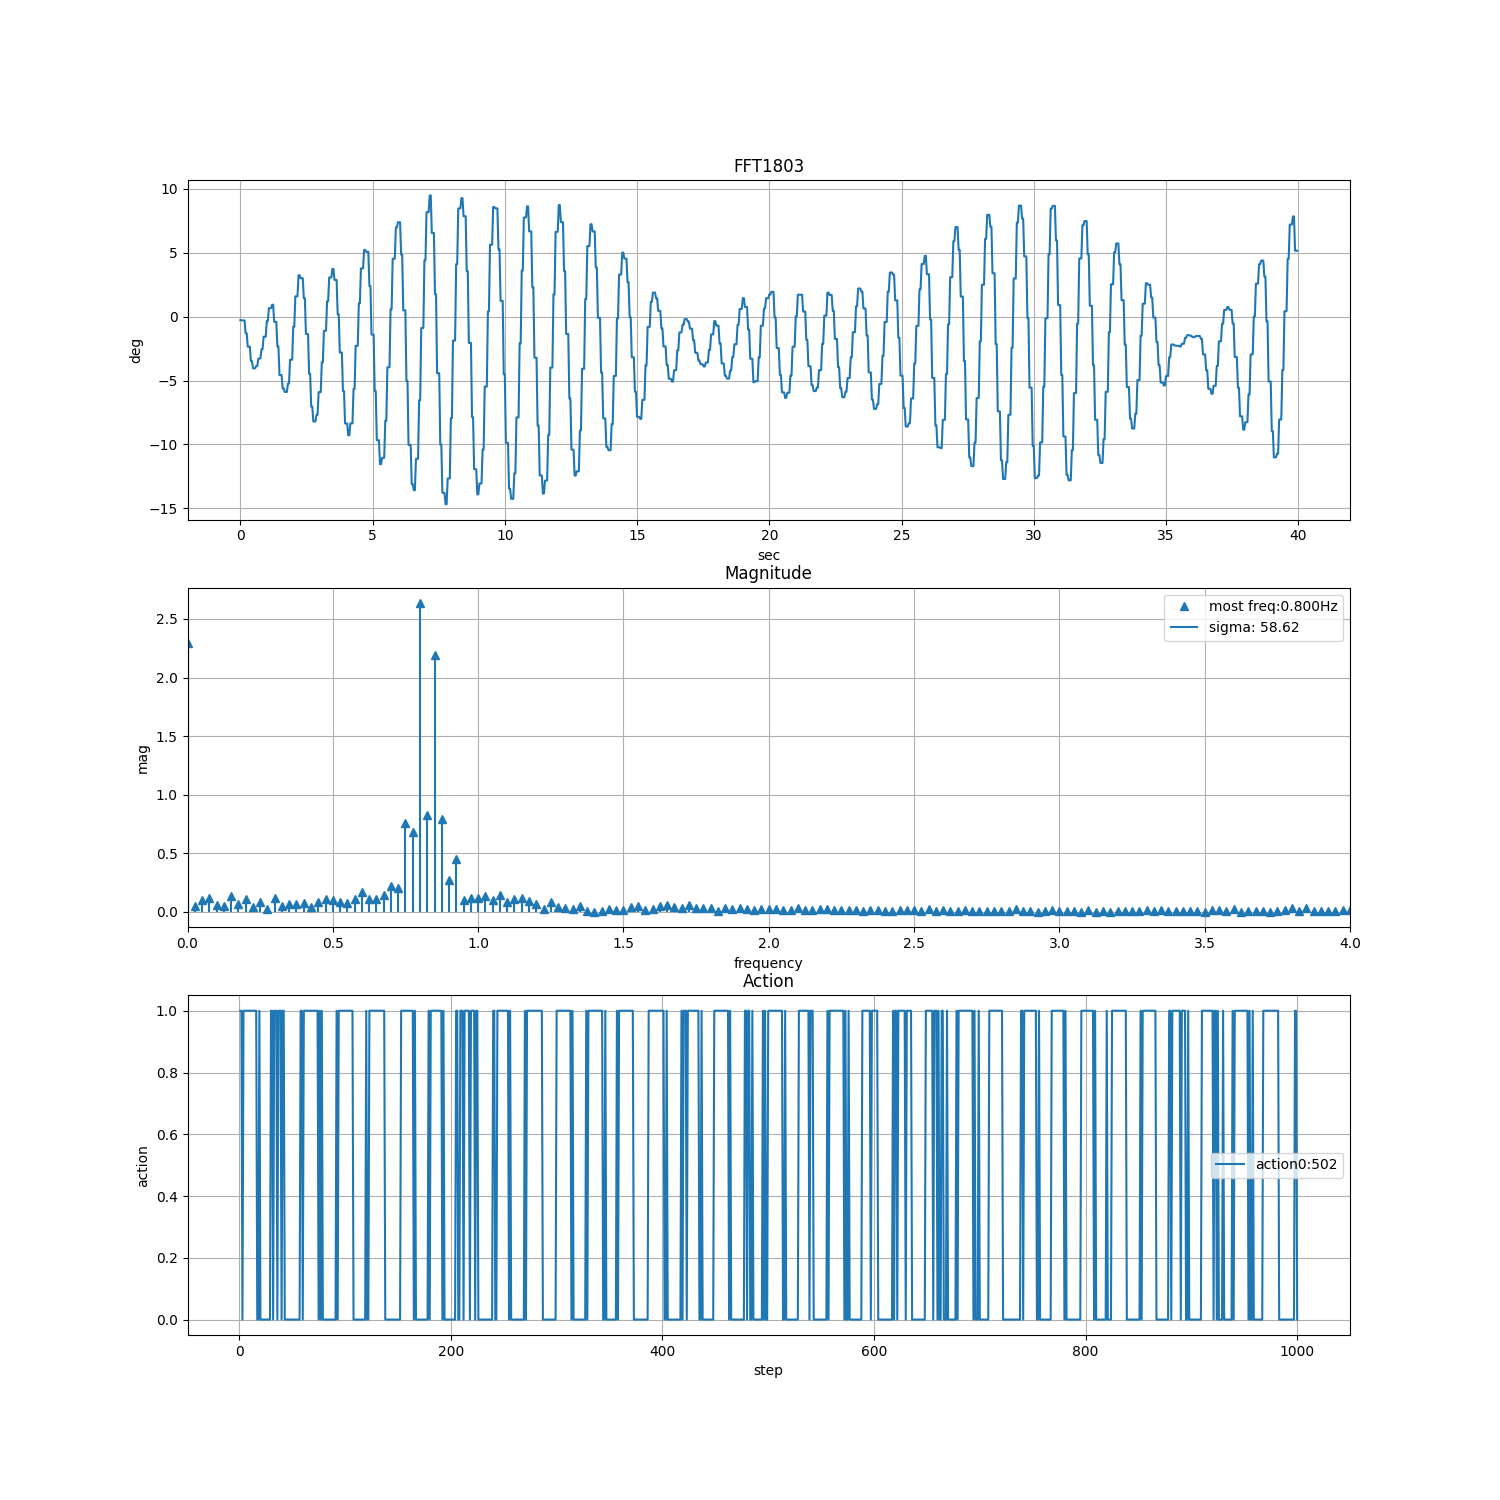 FFT1803
10
5
0
−5
−10
−15
deg
0 5 10 15 20 25 30 35 40
sec
Magnitude
most freq:0.800Hz
sigma: 58.62
2.5
2.0
1.5
1.0
0.5
0.0
mag
0.0 0.5 1.0 1.5 2.0 2.5 3.0 3.5 4.0
frequency
Action
1.0
0.8
0.6
0.4
0.2
0.0
action
action0:502
0 200 400 600 800 1000
step